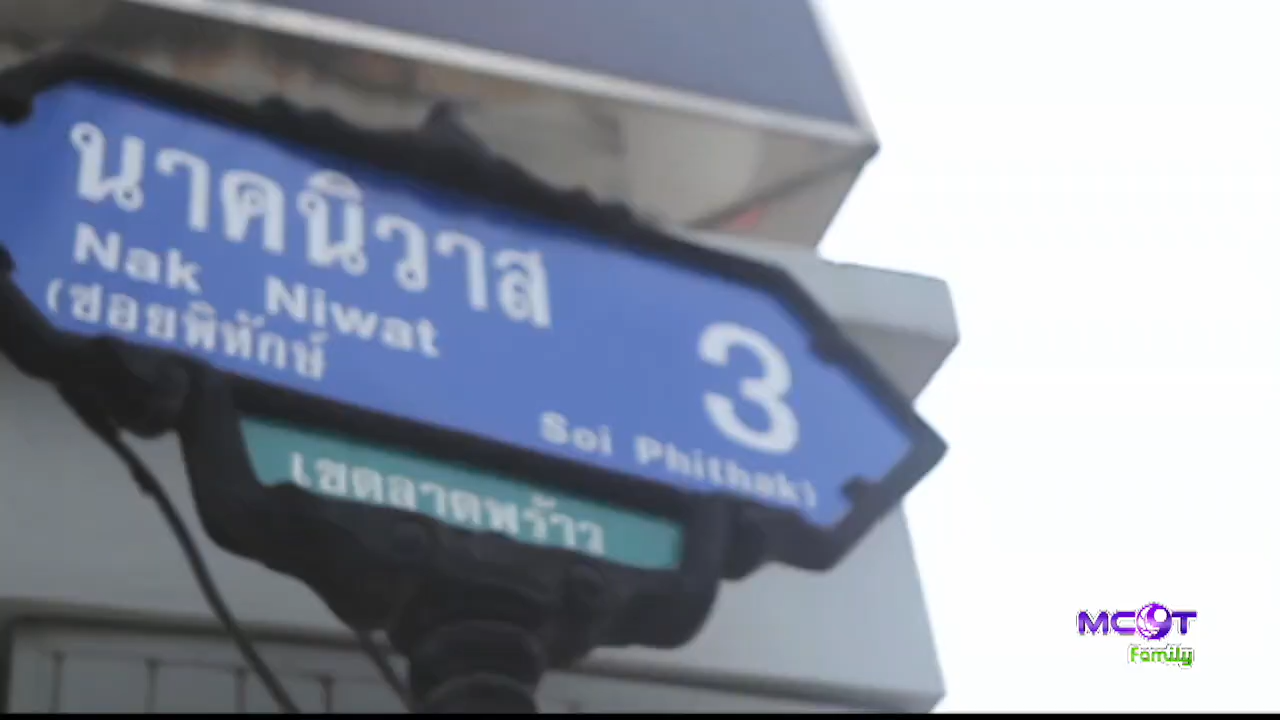 นาคนิวาส 3
Nak Niwat
(ซอยพิทักษ์
Soi Phithak)
เขตลาดพร้าว
MCOT
Family